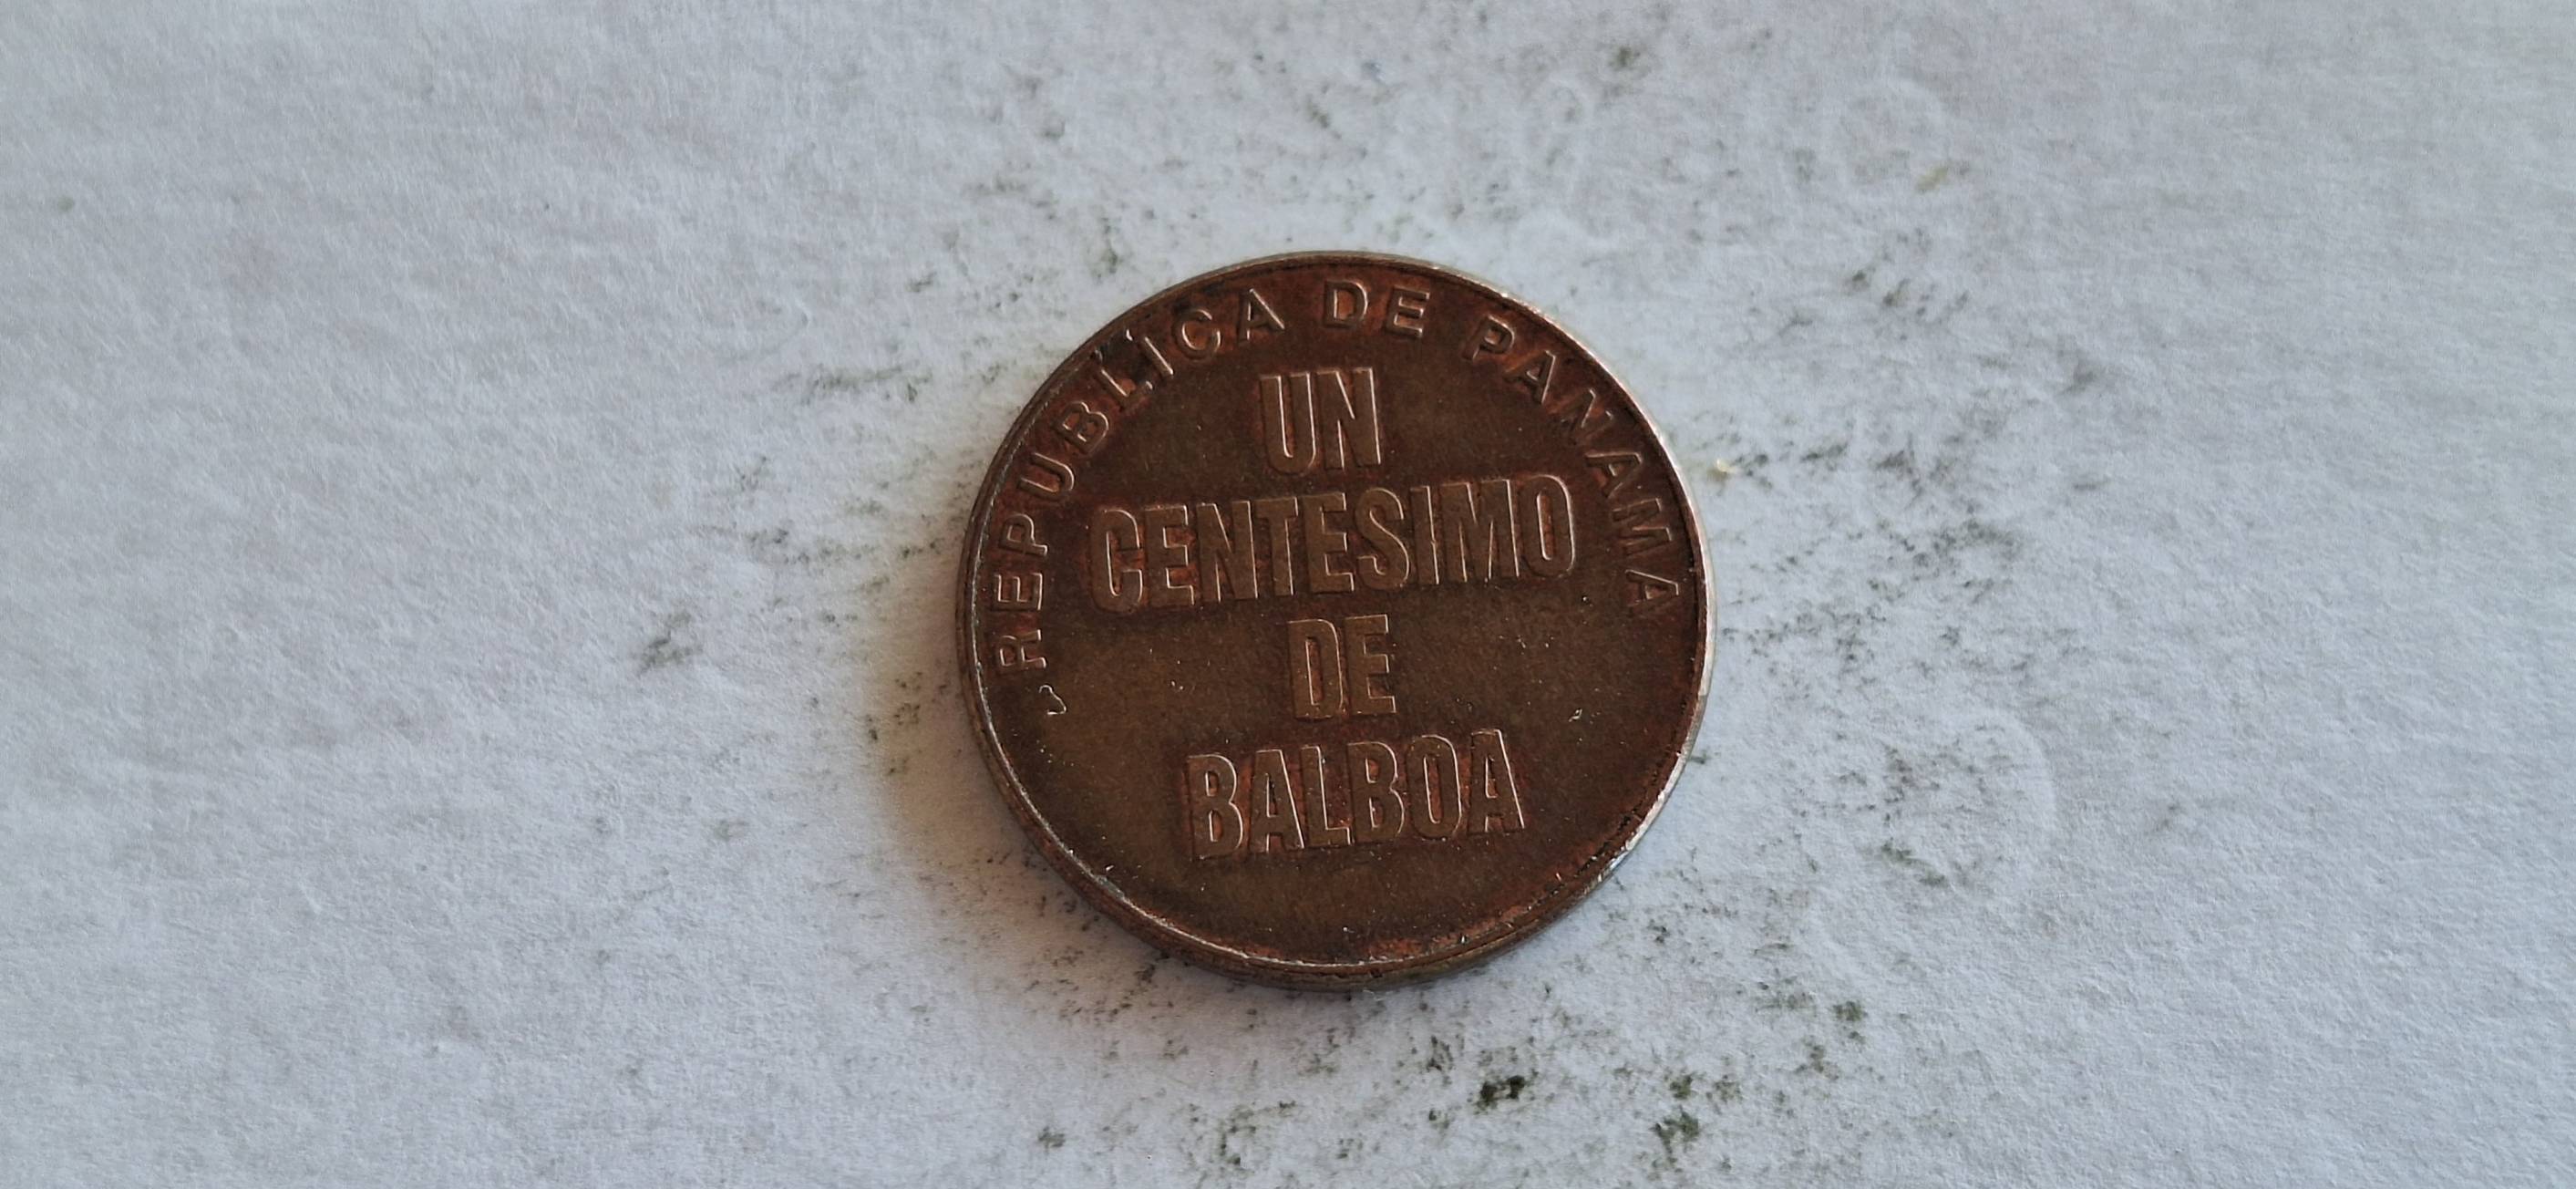 REPUBLICA DE PANAMA
UN
CENTESIMO
DE
BALBOA